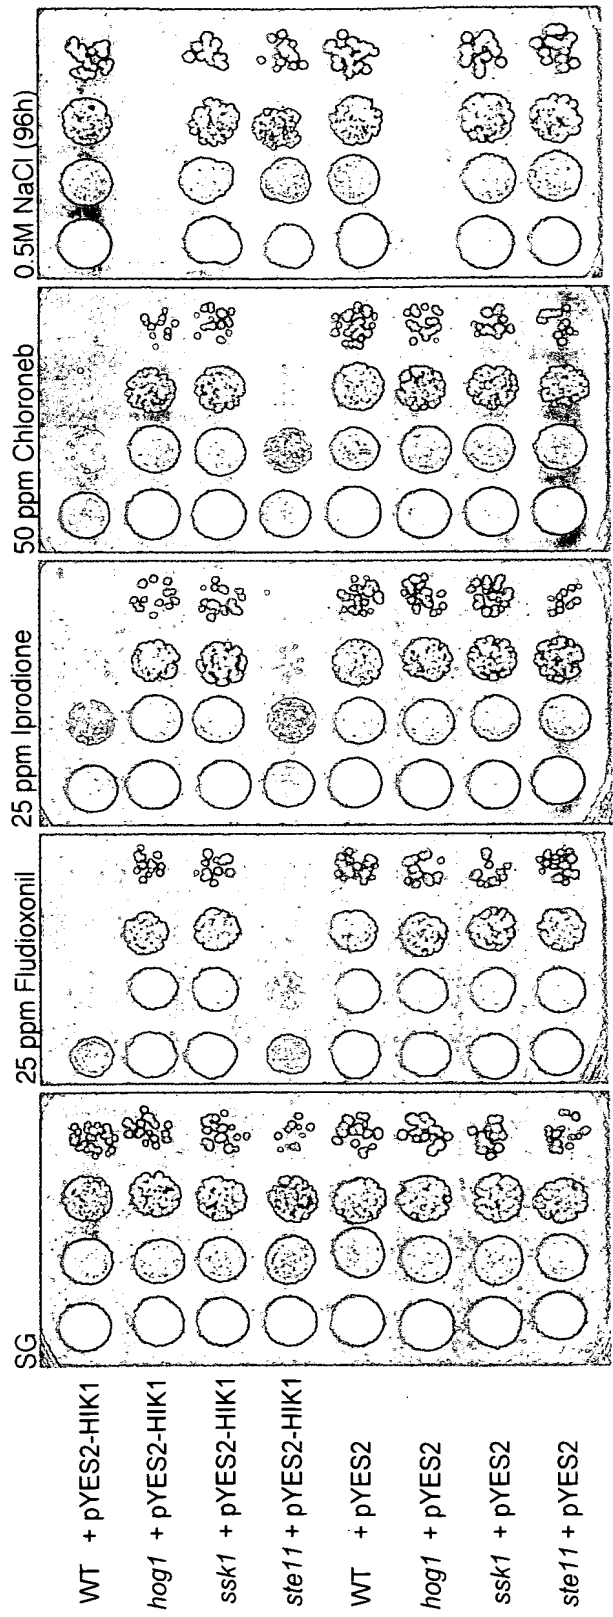 SG
25 ppm Fludioxonil
25 ppm Iprodione
50 ppm Chloroneb
0.5M NaCl (96h)
WT + pYES2-HIK1
hog1 + pYES2-HIK1
ssk1 + pYES2-HIK1
ste11 + pYES2-HIK1
WT + pYES2
hog1 + pYES2
ssk1 + pYES2
ste11 + pYES2